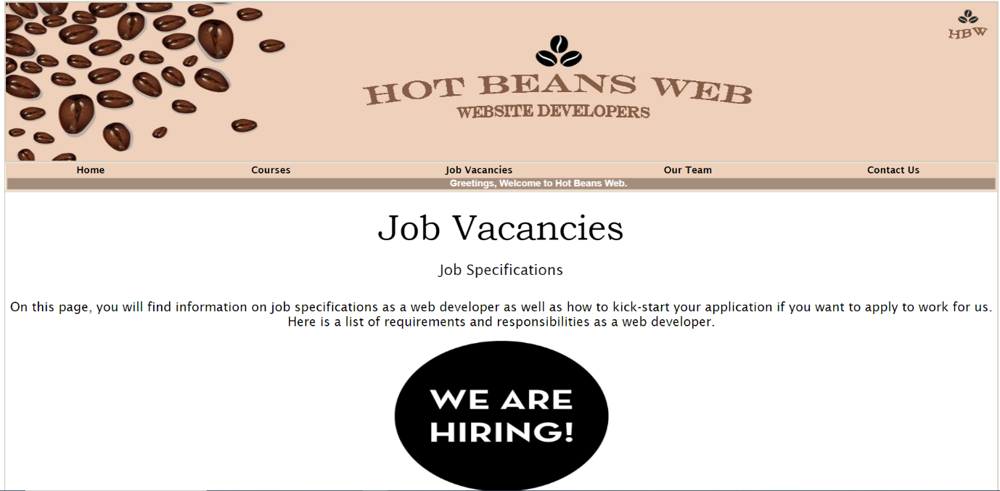 HBW
HOT BEANS WEB
WEBSITE DEVELOPERS
Home Courses Job Vacancies Our Team Contact Us
Greetings, Welcome to Hot Beans Web.
Job Vacancies
Job Specifications
On this page, you will find information on job specifications as a web developer as well as how to kick-start your application if you want to apply to work for us.
Here is a list of requirements and responsibilities as a web developer.
WE ARE
HIRING!